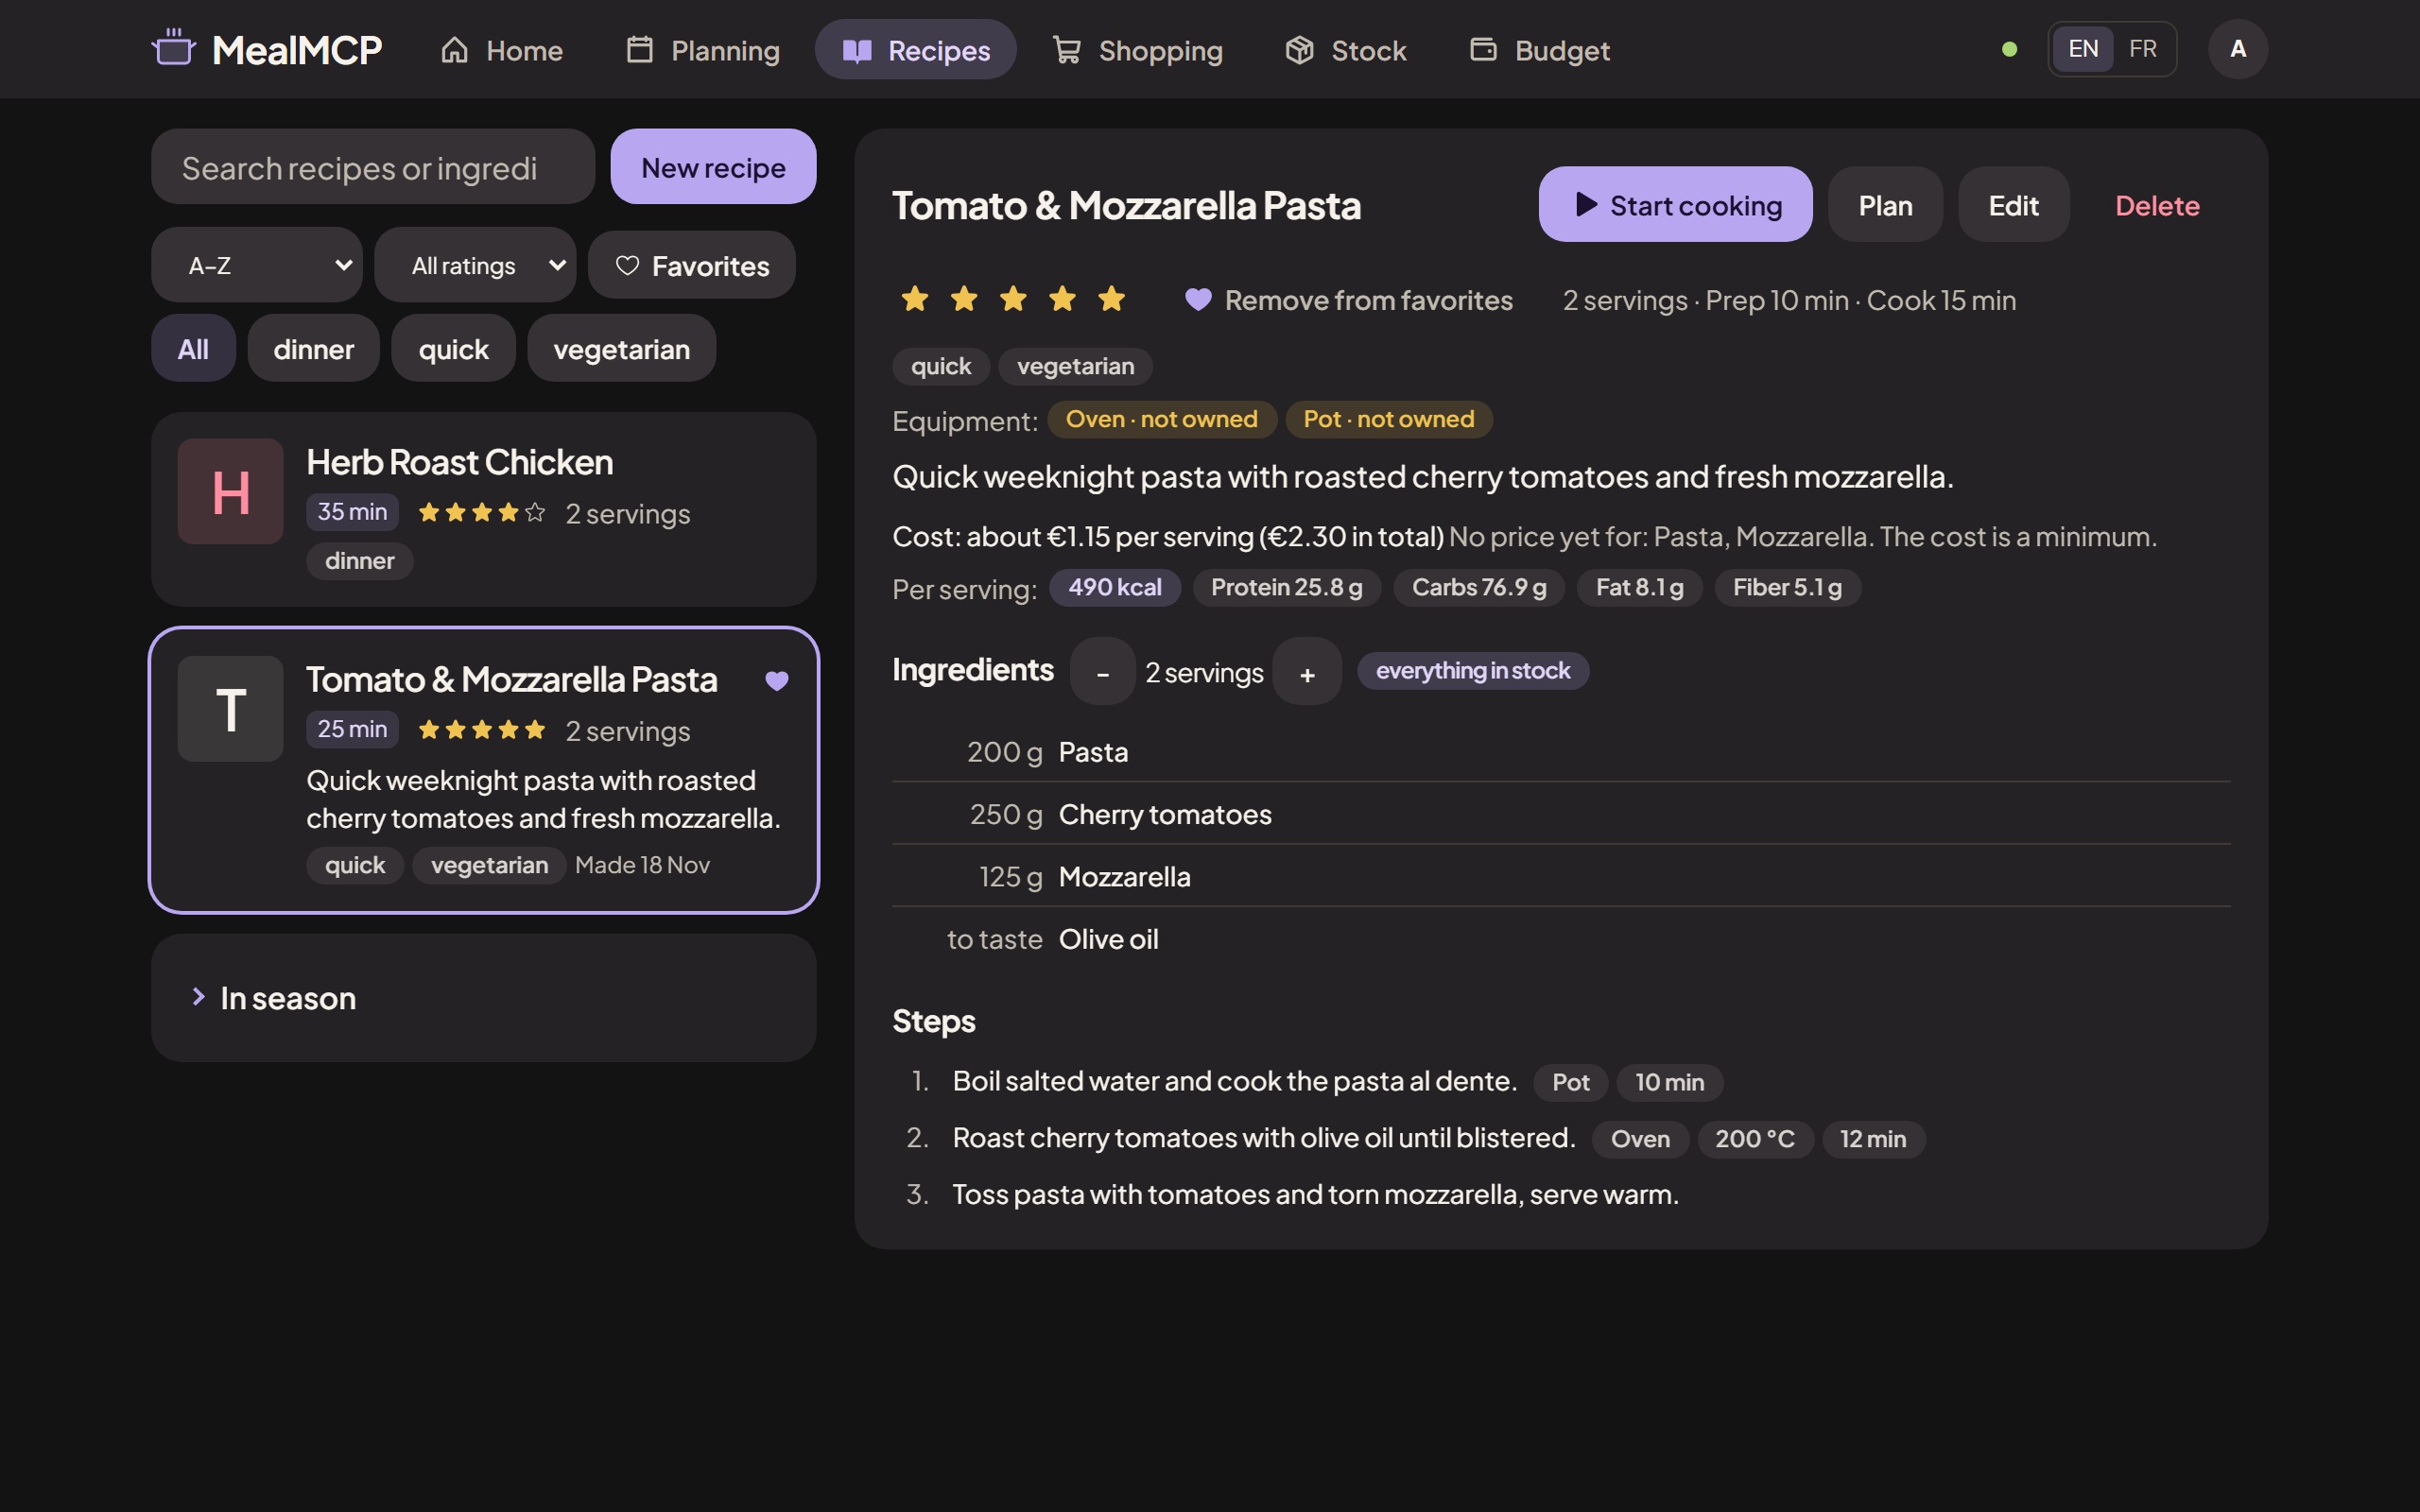 MealMCP Home Planning Recipes Shopping Stock Budget EN FR A
Search recipes or ingredi New recipe
A–Z All ratings Favorites
All dinner quick vegetarian
H Herb Roast Chicken
35 min 2 servings
dinner
T Tomato & Mozzarella Pasta
25 min 2 servings
Quick weeknight pasta with roasted
cherry tomatoes and fresh mozzarella.
quick vegetarian Made 18 Nov
In season
Tomato & Mozzarella Pasta Start cooking Plan Edit Delete
Remove from favorites 2 servings · Prep 10 min · Cook 15 min
quick vegetarian
Equipment: Oven · not owned Pot · not owned
Quick weeknight pasta with roasted cherry tomatoes and fresh mozzarella.
Cost: about €1.15 per serving (€2.30 in total) No price yet for: Pasta, Mozzarella. The cost is a minimum.
Per serving: 490 kcal Protein 25.8 g Carbs 76.9 g Fat 8.1 g Fiber 5.1 g
Ingredients − 2 servings + everything in stock
200 g Pasta
250 g Cherry tomatoes
125 g Mozzarella
to taste Olive oil
Steps
1. Boil salted water and cook the pasta al dente. Pot 10 min
2. Roast cherry tomatoes with olive oil until blistered. Oven 200 °C 12 min
3. Toss pasta with tomatoes and torn mozzarella, serve warm.